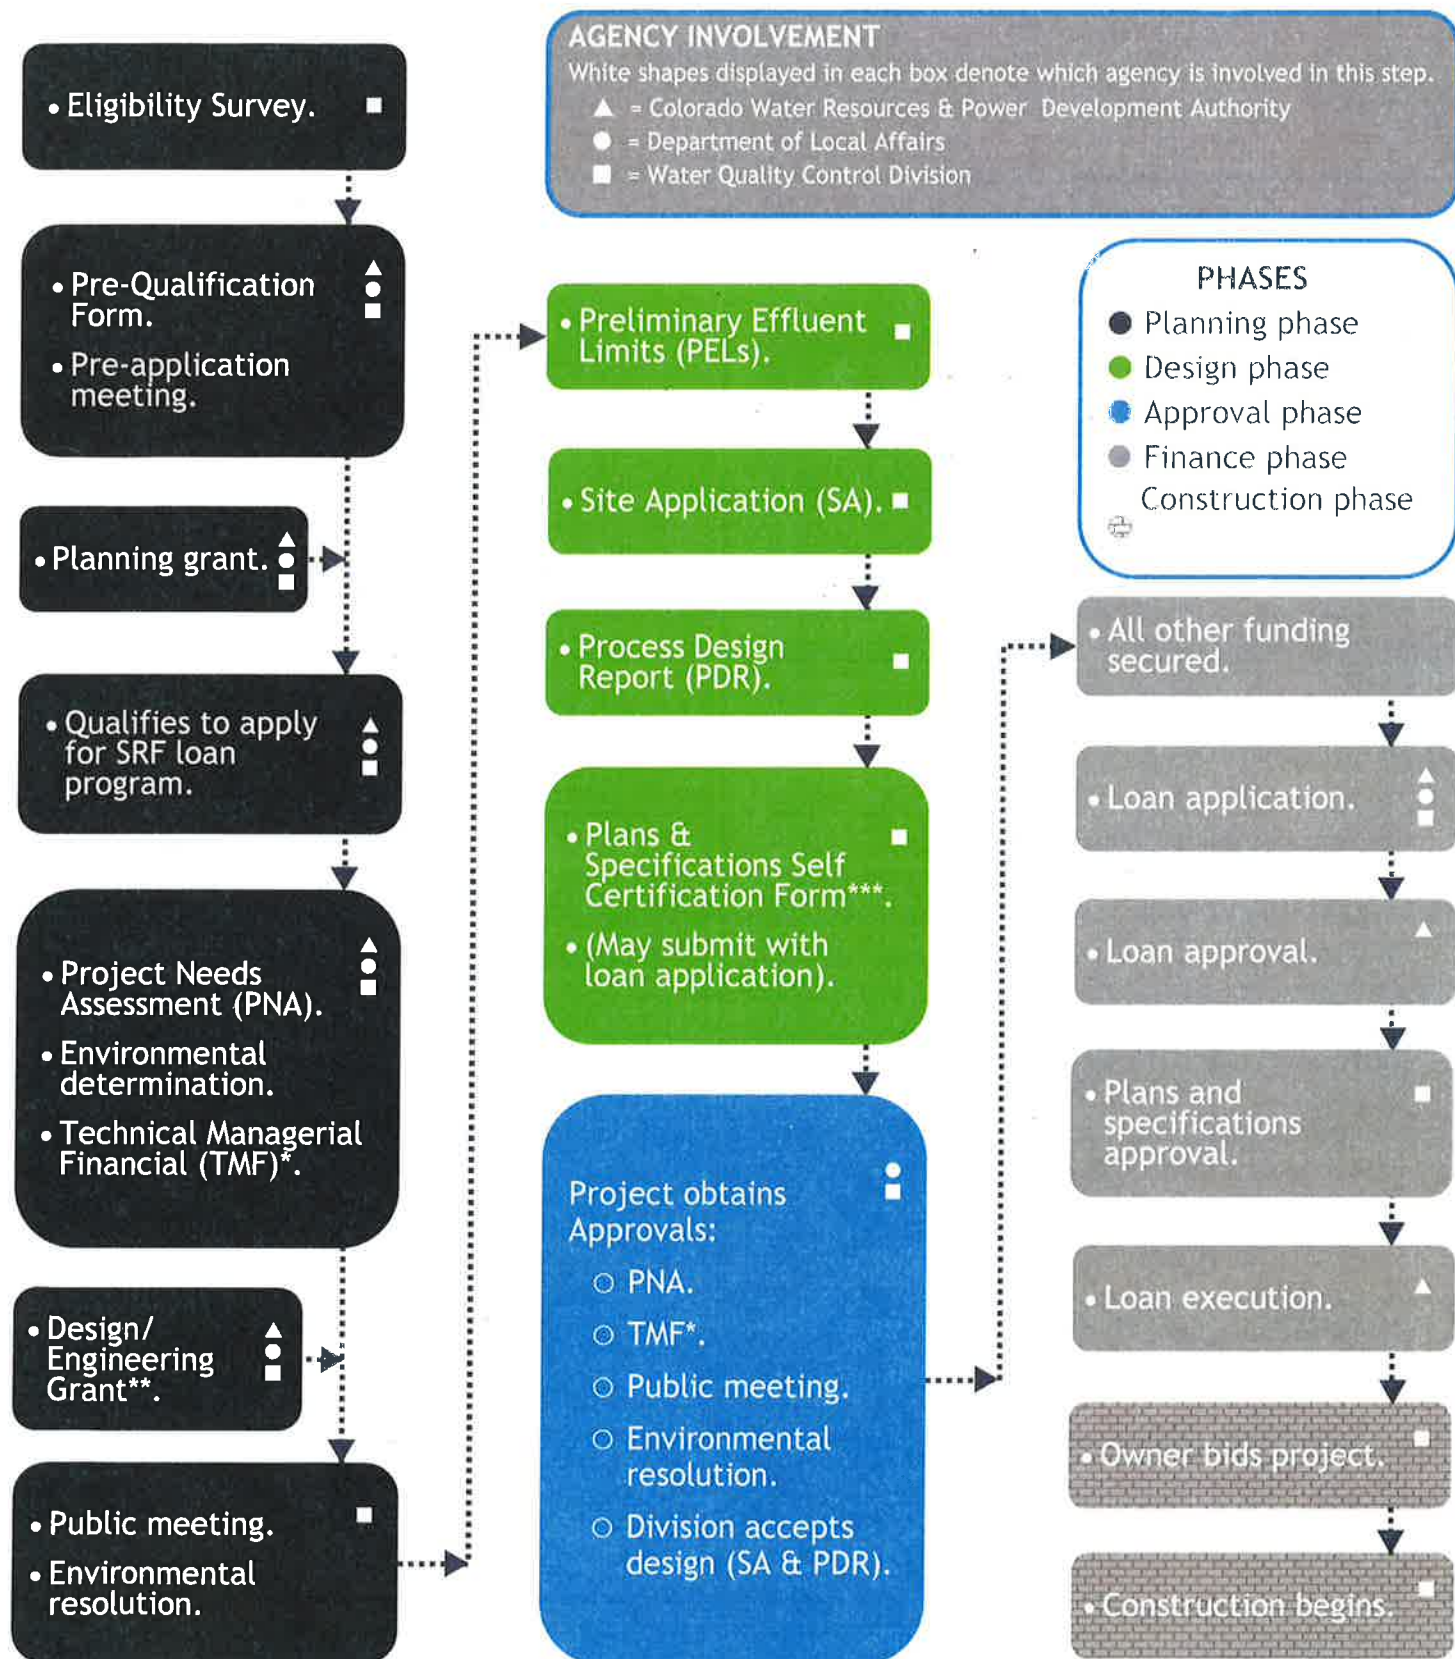 • Eligibility Survey.
• Pre-Qualification
Form.
• Pre-application
meeting.
• Planning grant.
• Qualifies to apply
for SRF loan
program.
• Project Needs
Assessment (PNA).
• Environmental
determination.
• Technical Managerial
Financial (TMF)*.
• Design/
Engineering
Grant**.
• Public meeting.
• Environmental
resolution.
AGENCY INVOLVEMENT
White shapes displayed in each box denote which agency is involved in this step.
▲ = Colorado Water Resources & Power Development Authority
● = Department of Local Affairs
■ = Water Quality Control Division
• Preliminary Effluent
Limits (PELs).
• Site Application (SA).
• Process Design
Report (PDR).
• Plans &
Specifications Self
Certification Form***.
• (May submit with
loan application).
Project obtains
Approvals:
○ PNA.
○ TMF*.
○ Public meeting.
○ Environmental
resolution.
○ Division accepts
design (SA & PDR).
PHASES
● Planning phase
● Design phase
● Approval phase
● Finance phase
Construction phase
• All other funding
secured.
• Loan application.
• Loan approval.
• Plans and
specifications
approval.
• Loan execution.
• Owner bids project.
• Construction begins.